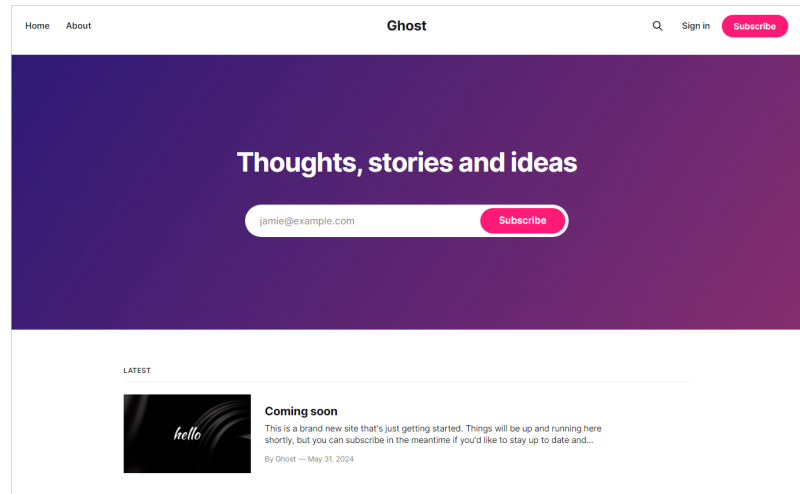 Home About Ghost Sign in Subscribe
Thoughts, stories and ideas
jamie@example.com Subscribe
LATEST
hello
Coming soon
This is a brand new site that's just getting started. Things will be up and running here
shortly, but you can subscribe in the meantime if you'd like to stay up to date and...
By Ghost — May 31, 2024